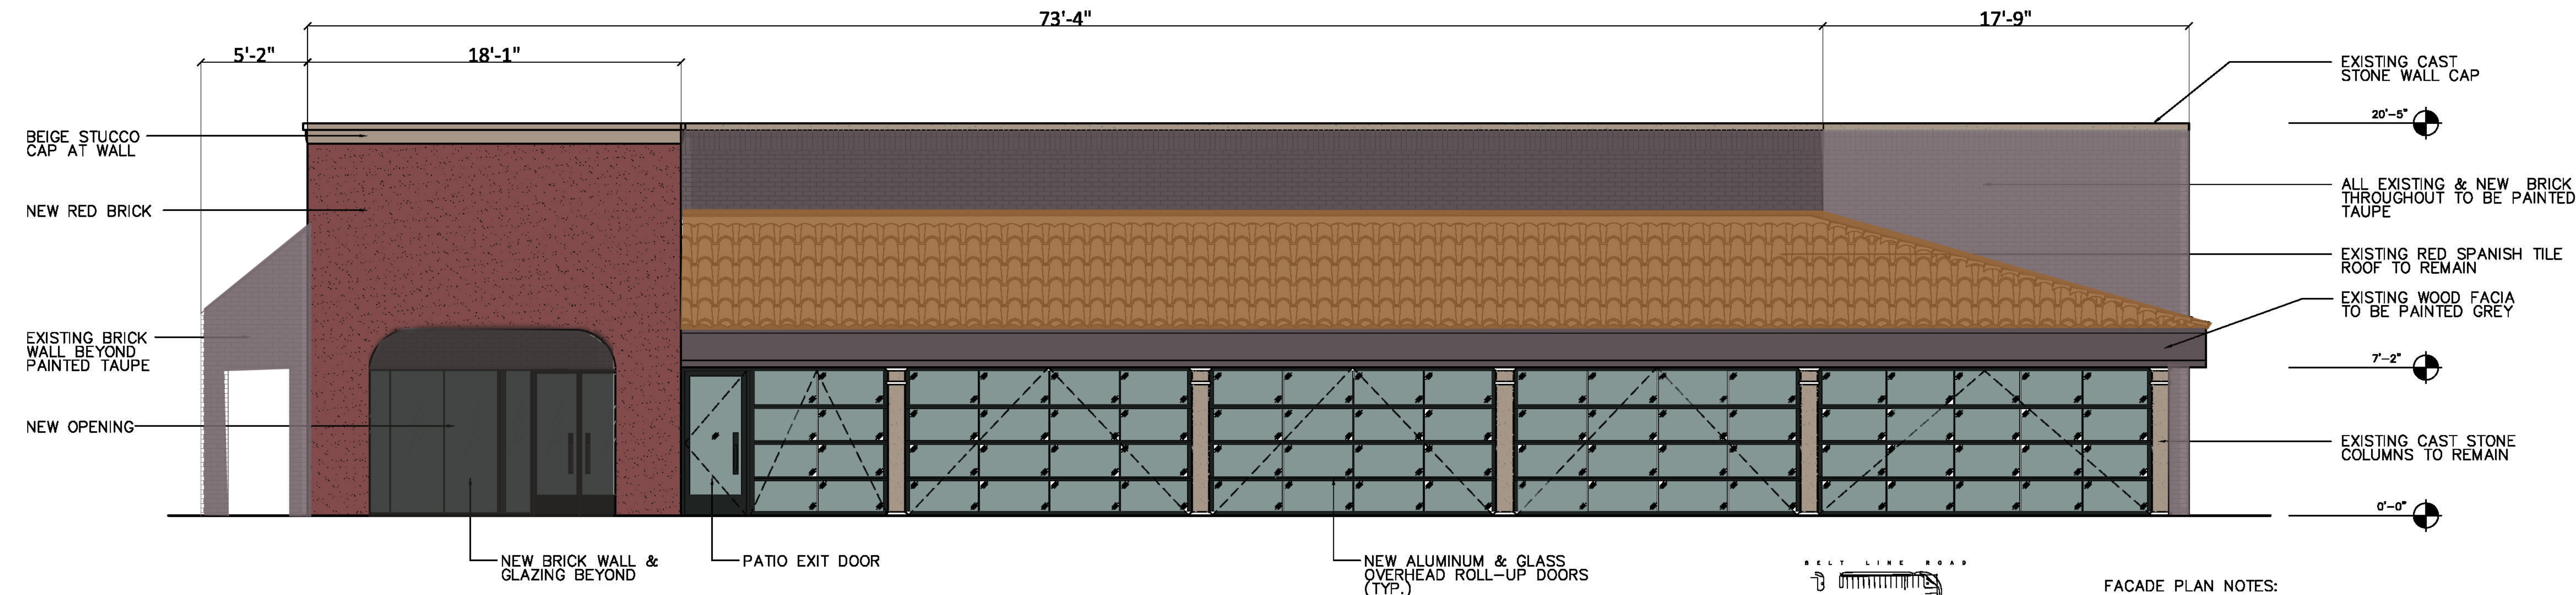 73'-4"
17'-9"
5'-2"
18'-1"
EXISTING CAST
STONE WALL CAP
20'-5"
BEIGE STUCCO
CAP AT WALL
ALL EXISTING & NEW BRICK
THROUGHOUT TO BE PAINTED
TAUPE
NEW RED BRICK
EXISTING RED SPANISH TILE
ROOF TO REMAIN
EXISTING WOOD FACIA
TO BE PAINTED GREY
EXISTING BRICK
WALL BEYOND
PAINTED TAUPE
7'-2"
NEW OPENING
EXISTING CAST STONE
COLUMNS TO REMAIN
0'-0"
NEW BRICK WALL &
GLAZING BEYOND
PATIO EXIT DOOR
NEW ALUMINUM & GLASS
OVERHEAD ROLL-UP DOORS
(TYP.)
BELT LINE ROAD
FACADE PLAN NOTES: